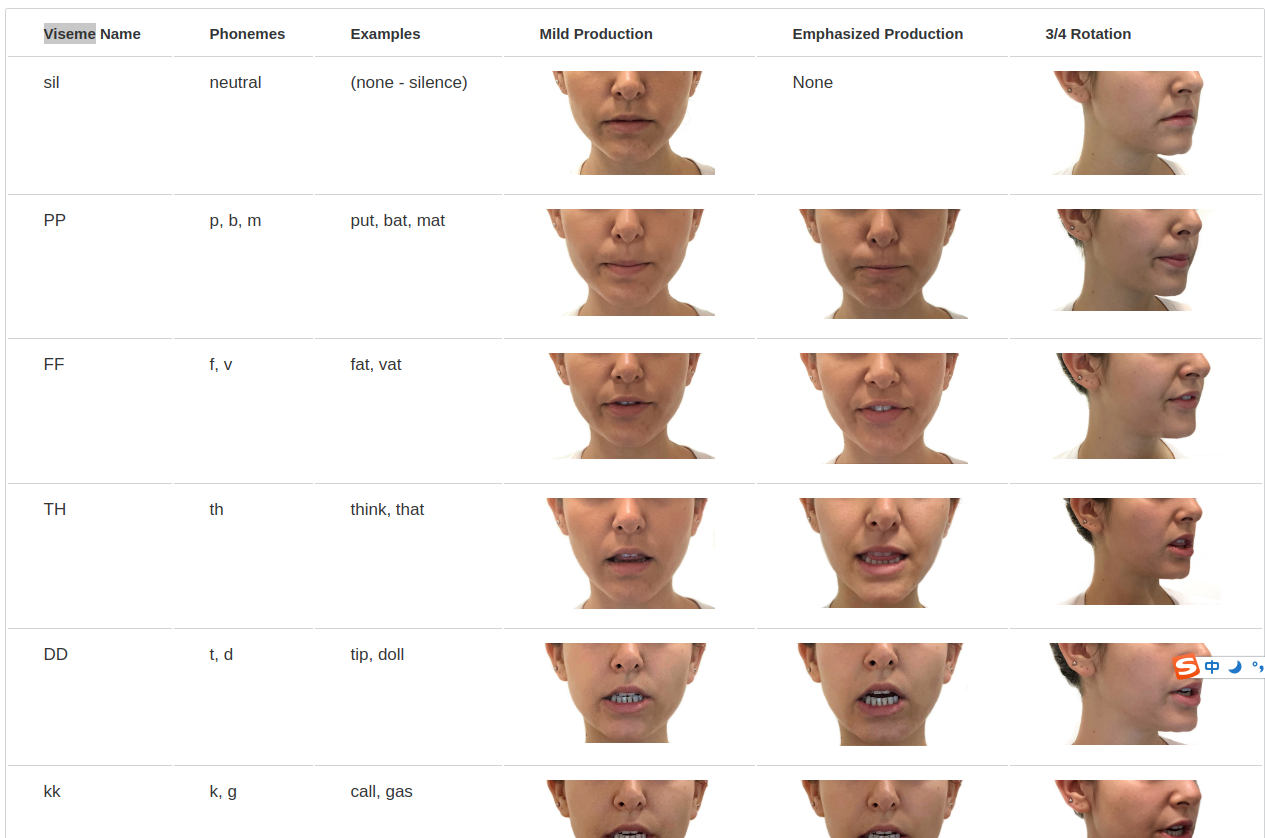 Viseme Name Phonemes Examples Mild Production Emphasized Production 3/4 Rotation
sil neutral (none - silence) None
PP p, b, m put, bat, mat
FF f, v fat, vat
TH th think, that
DD t, d tip, doll
S 中 °,
kk k, g call, gas